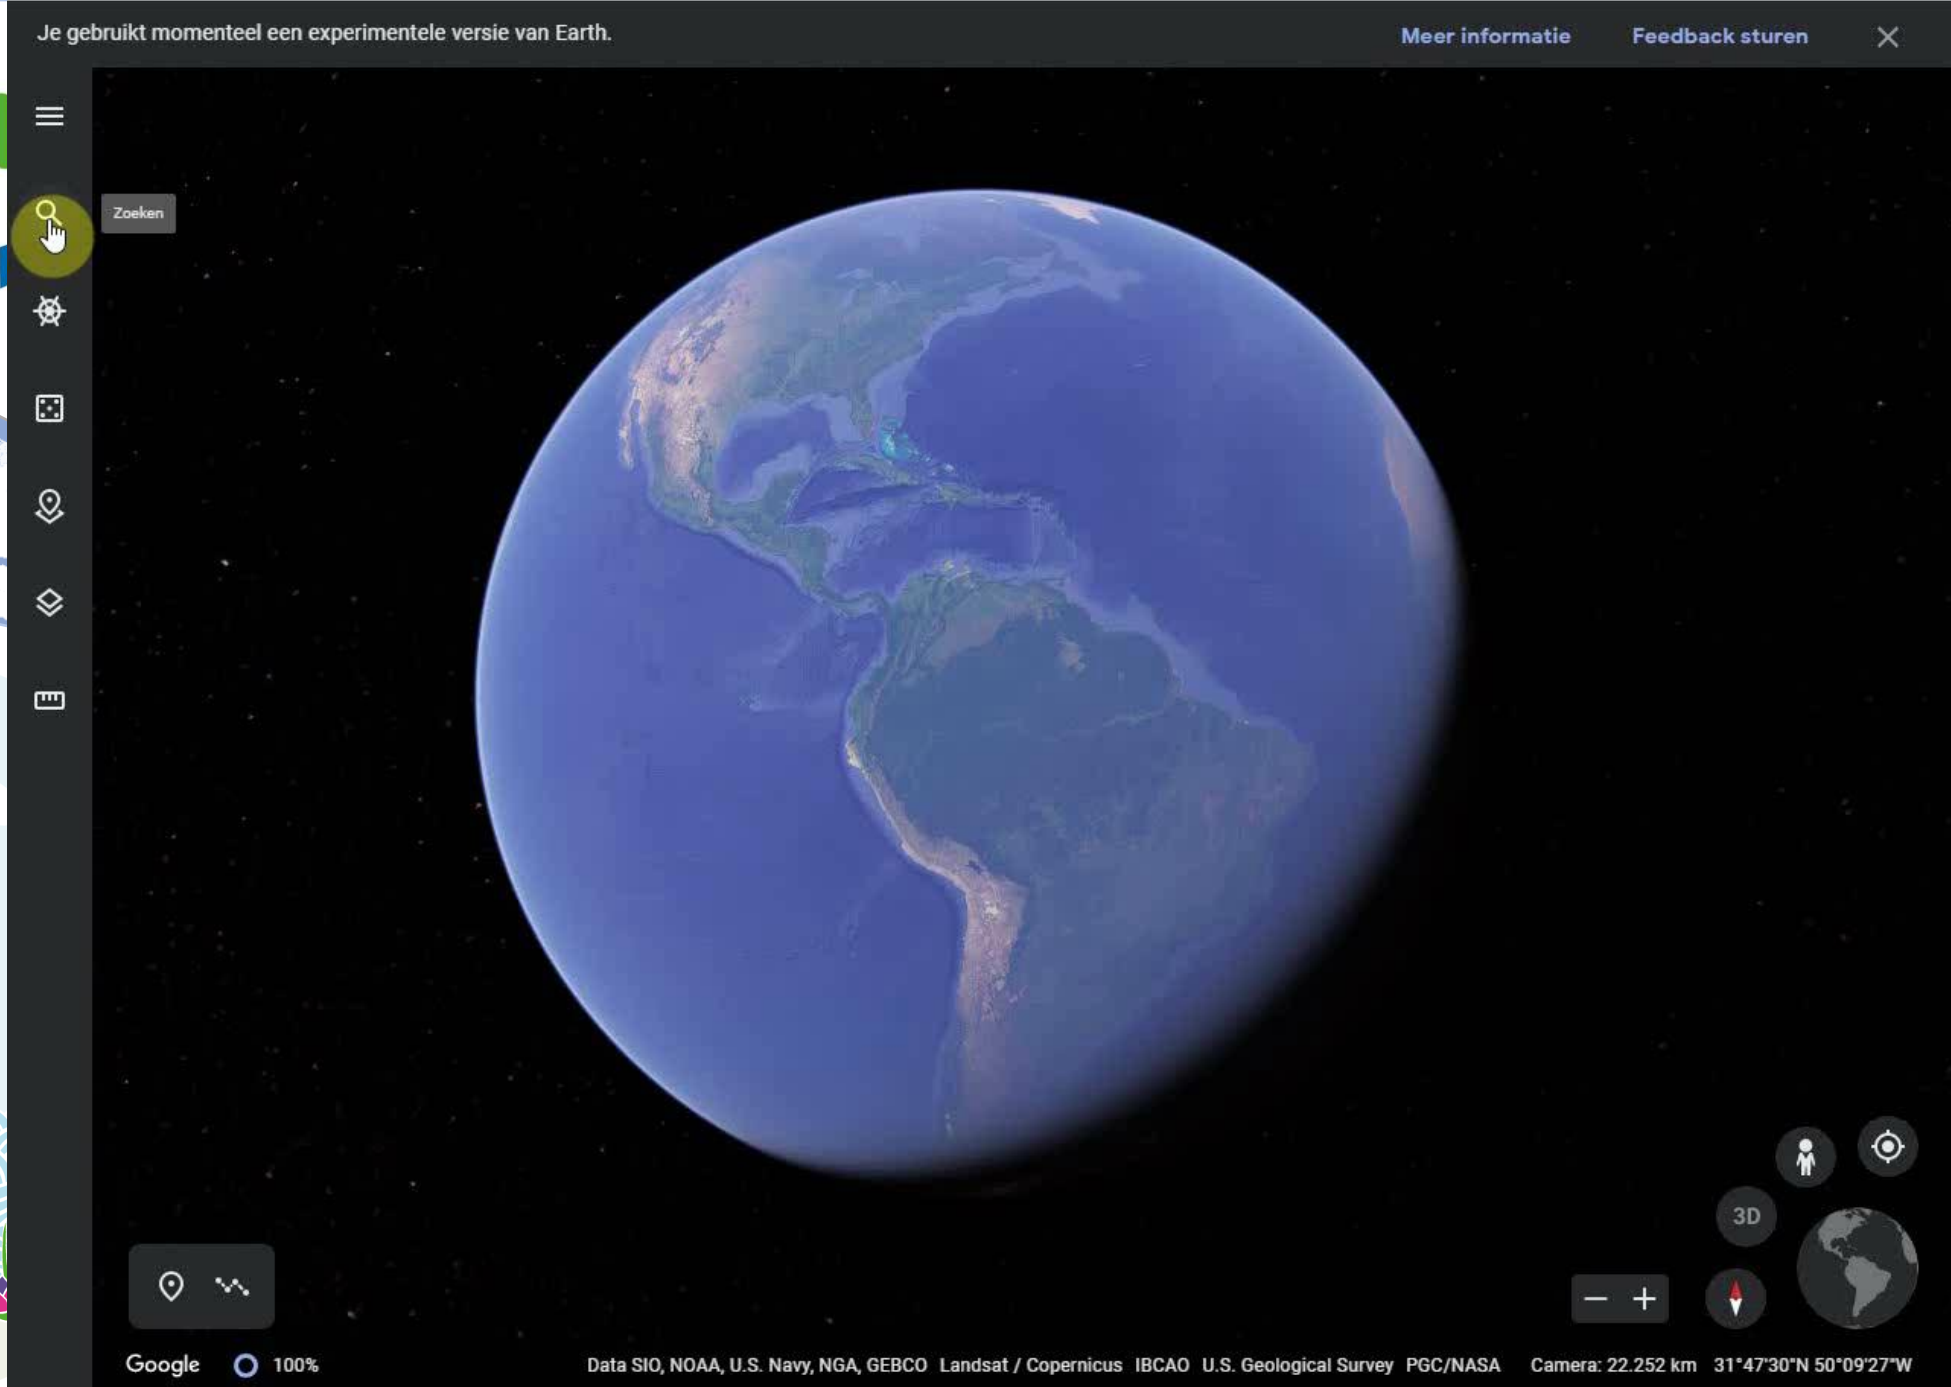 Je gebruikt momenteel een experimentele versie van Earth.
Meer informatie
Feedback sturen
Zoeken
3D
Google 100%
Data SIO, NOAA, U.S. Navy, NGA, GEBCO Landsat / Copernicus IBCAO U.S. Geological Survey PGC/NASA Camera: 22.252 km 31°47'30"N 50°09'27"W